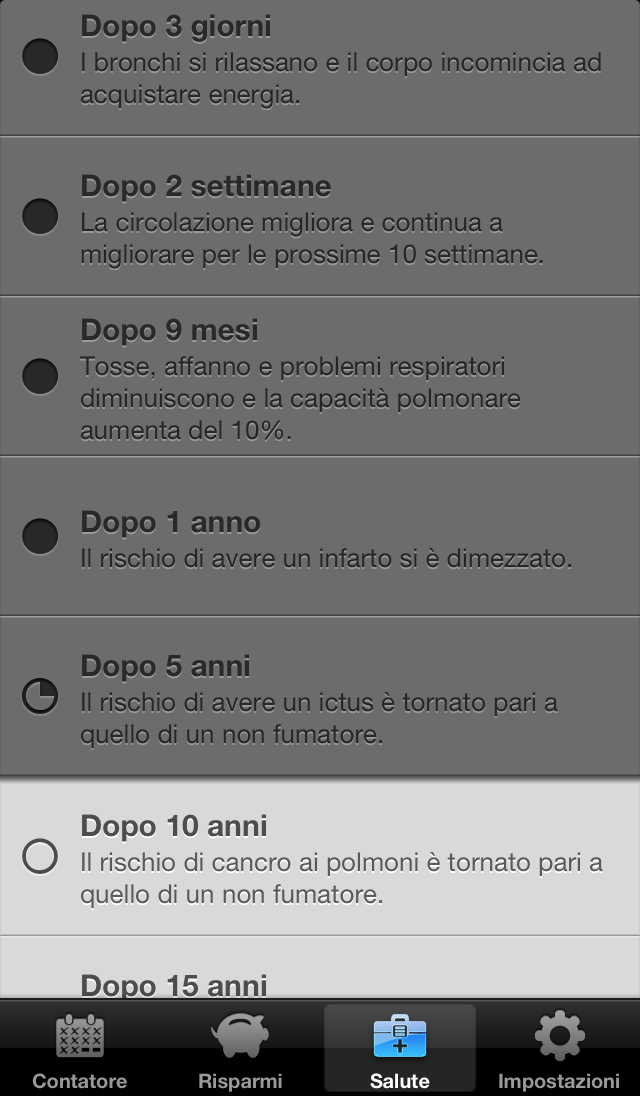 Dopo 3 giorni
I bronchi si rilassano e il corpo incomincia ad
acquistare energia.
Dopo 2 settimane
La circolazione migliora e continua a
migliorare per le prossime 10 settimane.
Dopo 9 mesi
Tosse, affanno e problemi respiratori
diminuiscono e la capacità polmonare
aumenta del 10%.
Dopo 1 anno
Il rischio di avere un infarto si è dimezzato.
Dopo 5 anni
Il rischio di avere un ictus è tornato pari a
quello di un non fumatore.
Dopo 10 anni
Il rischio di cancro ai polmoni è tornato pari a
quello di un non fumatore.
Dopo 15 anni
Contatore Risparmi Salute Impostazioni